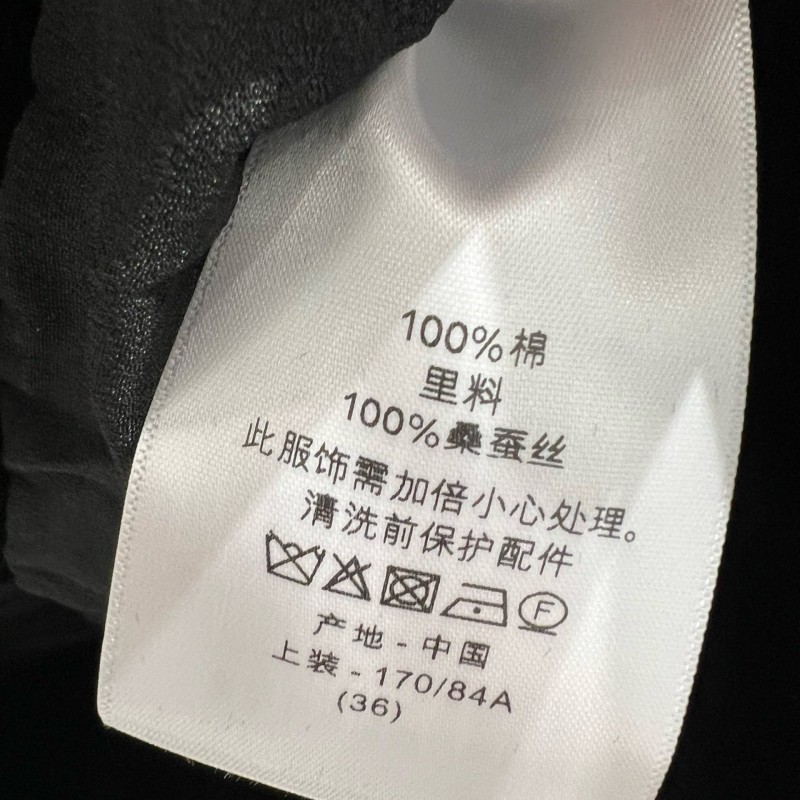 100%棉
里料
100%桑蚕丝
此服饰需加倍小心处理。
清洗前保护配件
F
产地 - 中国
上装 - 170/84A
(36)